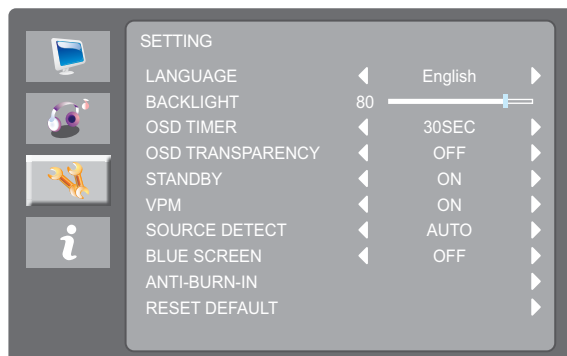 SETTING
LANGUAGE English
BACKLIGHT 80
OSD TIMER 30SEC
OSD TRANSPARENCY OFF
STANDBY ON
VPM ON
SOURCE DETECT AUTO
BLUE SCREEN OFF
ANTI-BURN-IN
RESET DEFAULT
i